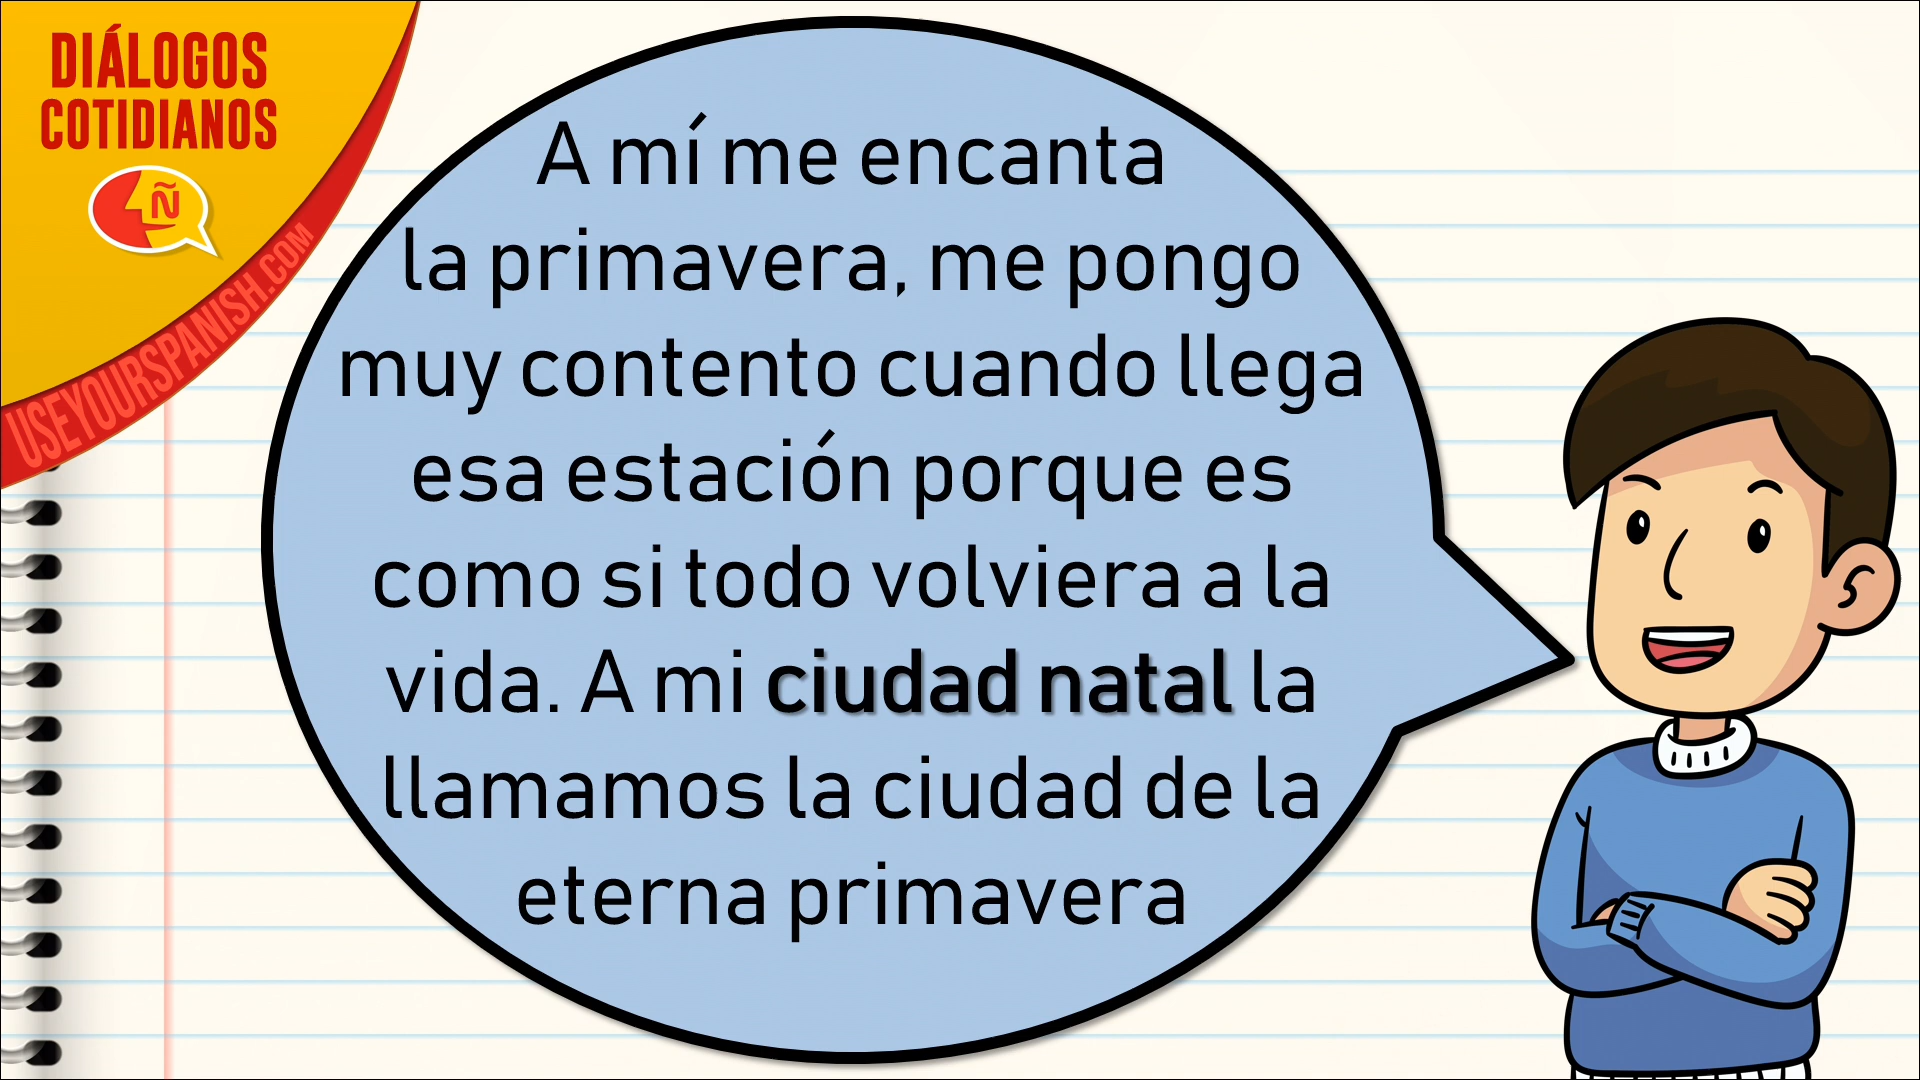 DIÁLOGOS
COTIDIANOS
Ñ
USEYOURSPANISH.COM
A mí me encanta
la primavera, me pongo
muy contento cuando llega
esa estación porque es
como si todo volviera a la
vida. A mi ciudad natal la
llamamos la ciudad de la
eterna primavera